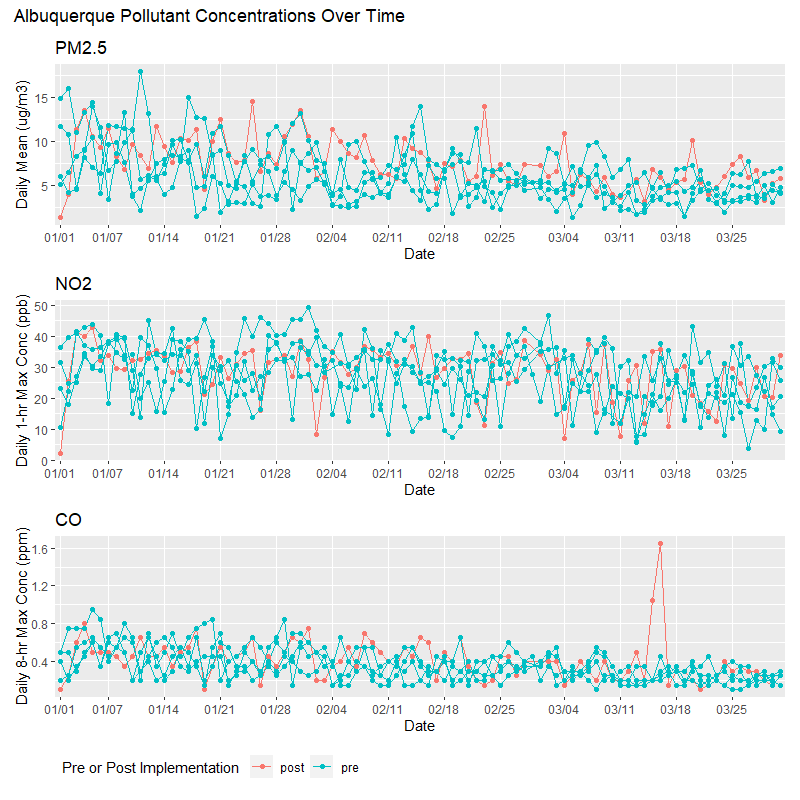 Albuquerque Pollutant Concentrations Over Time
PM2.5
Daily Mean (ug/m3)
15
10
5
01/01 01/07 01/14 01/21 01/28 02/04 02/11 02/18 02/25 03/04 03/11 03/18 03/25
Date
NO2
Daily 1-hr Max Conc (ppb)
50
40
30
20
10
0
01/01 01/07 01/14 01/21 01/28 02/04 02/11 02/18 02/25 03/04 03/11 03/18 03/25
Date
CO
Daily 8-hr Max Conc (ppm)
1.6
1.2
0.8
0.4
01/01 01/07 01/14 01/21 01/28 02/04 02/11 02/18 02/25 03/04 03/11 03/18 03/25
Date
Pre or Post Implementation post pre